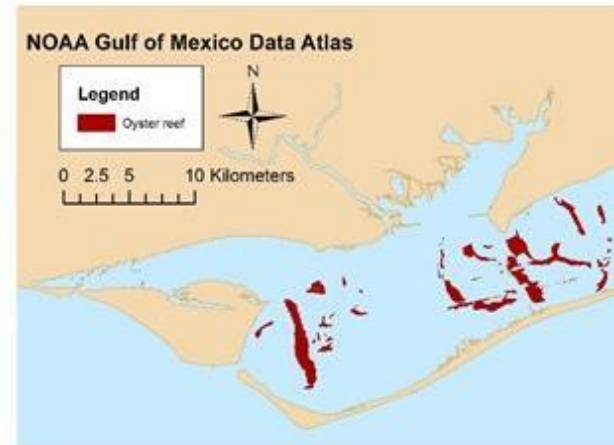 NOAA Gulf of Mexico Data Atlas
N
Legend
Oyster reef
0 2.5 5 10 Kilometers